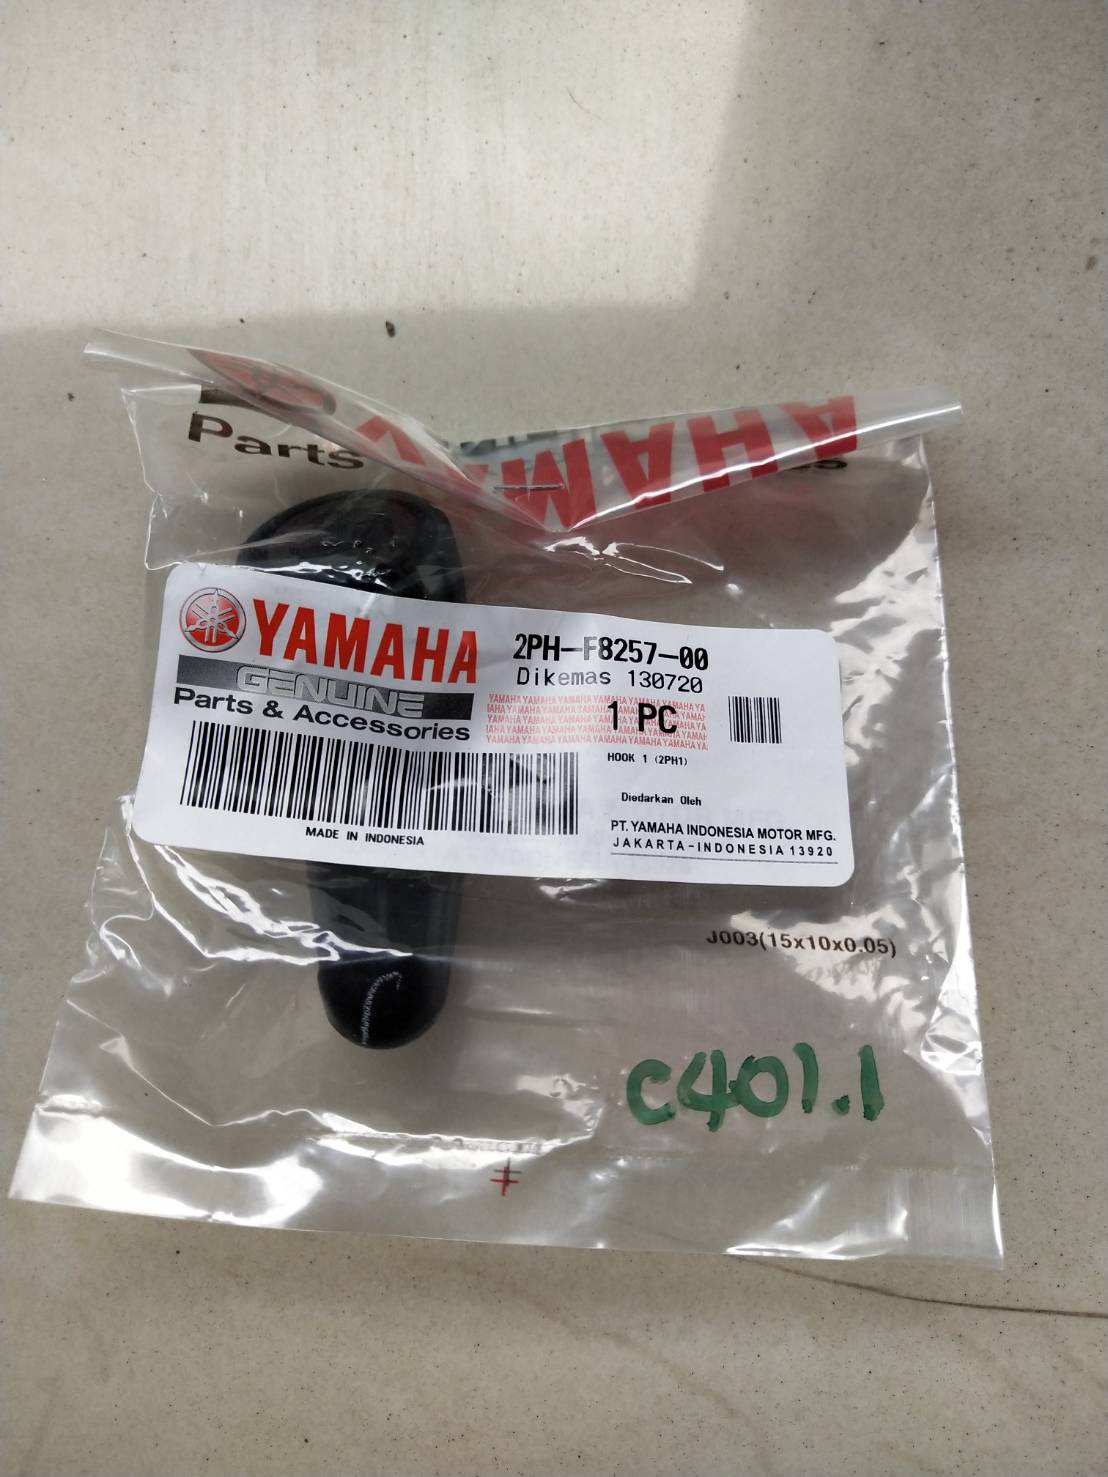 Parts
YAMAHA
YAMAHA
GENUINE
Parts & Accessories
MADE IN INDONESIA
2PH-F8257-00
Dikemas 130720
1 PC
HOOK 1 (2PH1)
Diedarkan Oleh
PT. YAMAHA INDONESIA MOTOR MFG.
JAKARTA-INDONESIA 13920
J003(15x10x0.05)
C401.1